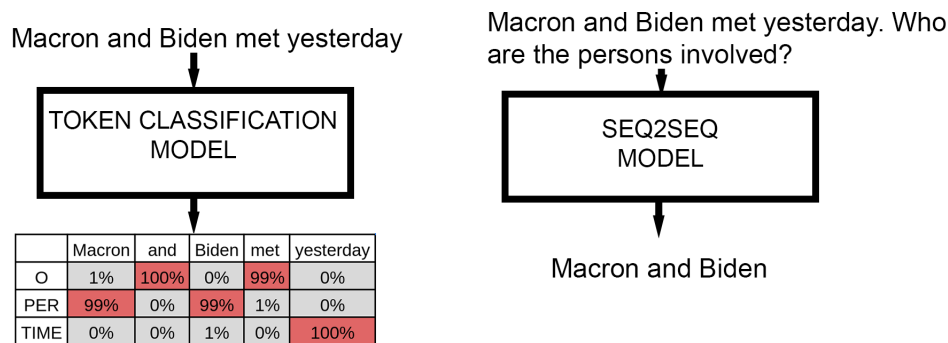 Macron and Biden met yesterday
TOKEN CLASSIFICATION
MODEL
Macron and Biden met yesterday
O 1% 100% 0% 99% 0%
PER 99% 0% 99% 1% 0%
TIME 0% 0% 1% 0% 100%
Macron and Biden met yesterday. Who
are the persons involved?
SEQ2SEQ
MODEL
Macron and Biden